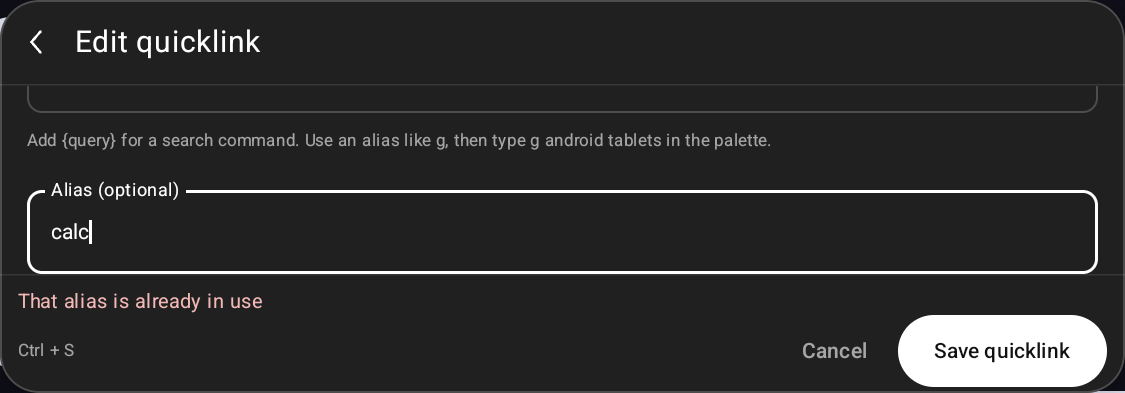 Edit quicklink
Add {query} for a search command. Use an alias like g, then type g android tablets in the palette.
Alias (optional)
calc
That alias is already in use
Ctrl + S
Cancel
Save quicklink